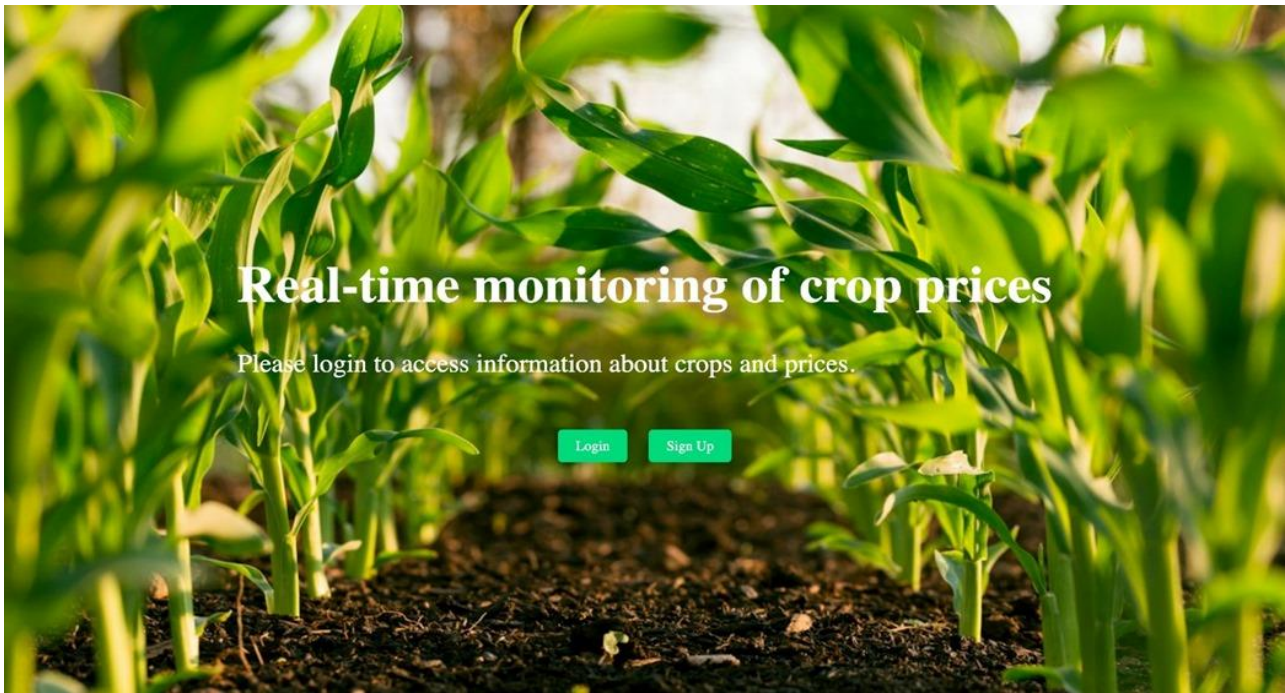 Real-time monitoring of crop prices
Please login to access information about crops and prices.
Login
Sign Up